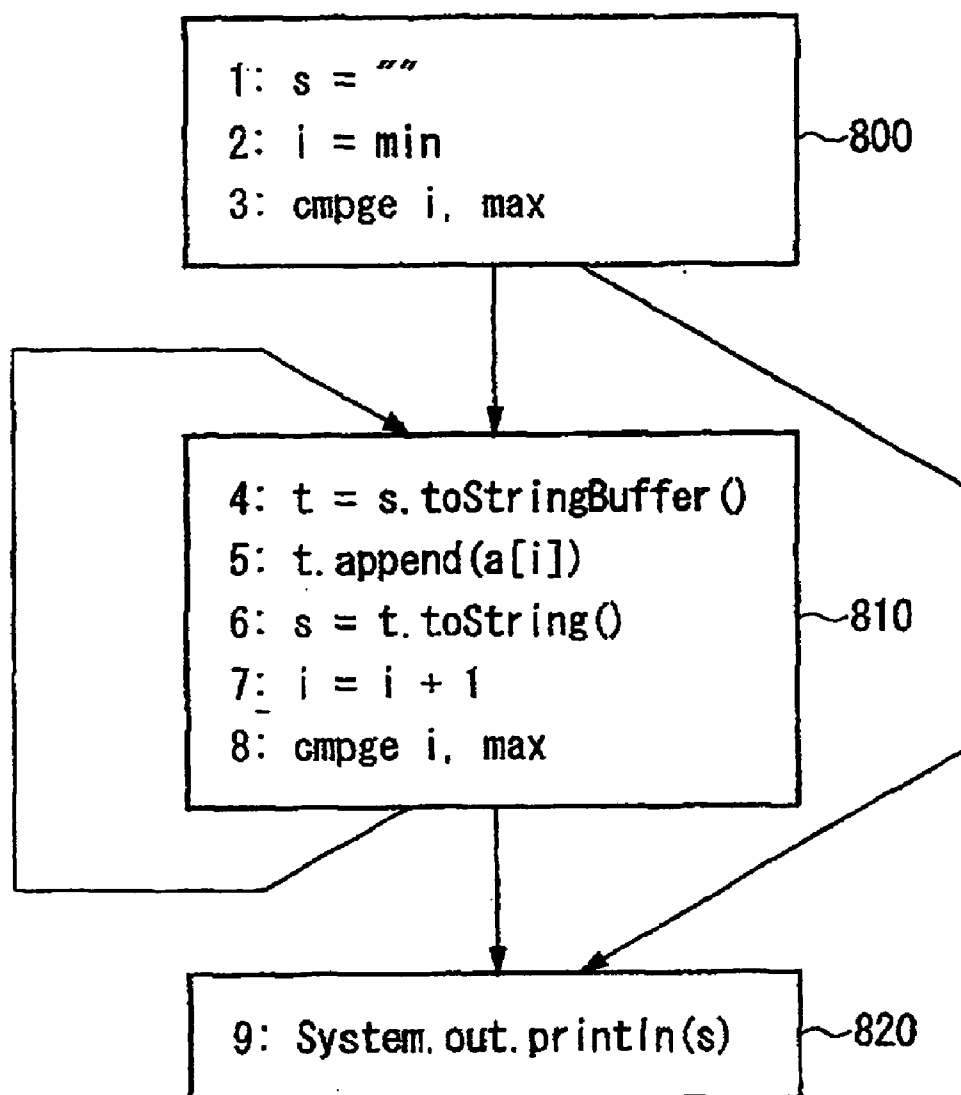 1: s = ""
2: i = min
3: cmpge i, max
800
4: t = s.toStringBuffer()
5: t.append(a[i])
6: s = t.toString()
7: i = i + 1
8: cmpge i, max
810
9: System.out.println(s)
820